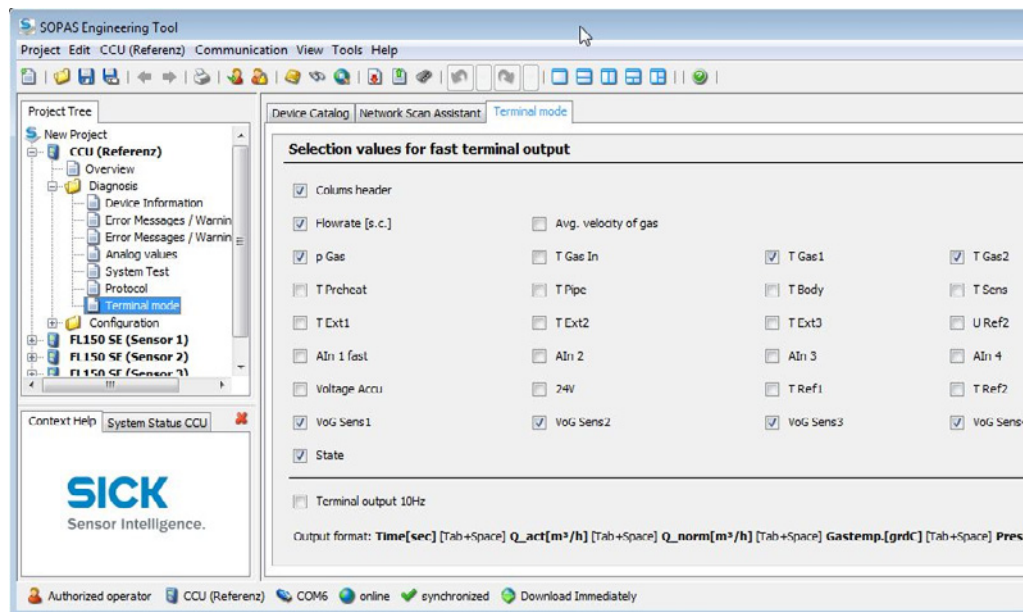 SOPAS Engineering Tool
Project Edit CCU (Referenz) Communication View Tools Help
Project Tree
New Project
CCU (Referenz)
Overview
Diagnosis
Device Information
Error Messages / Warnin
Error Messages / Warnin
Analog values
System Test
Protocol
Terminal mode
Configuration
FL150 SE (Sensor 1)
FL150 SE (Sensor 2)
FL150 SE (Sensor 3)
Context Help System Status CCU
SICK
Sensor Intelligence.
Device Catalog Network Scan Assistant Terminal mode
Selection values for fast terminal output
Colums header
Flowrate [s.c.] Avg. velocity of gas
p Gas T Gas In T Gas1 T Gas2
T Preheat T Pipe T Body T Sens
T Ext1 T Ext2 T Ext3 U Ref2
AIn 1 fast AIn 2 AIn 3 AIn 4
Voltage Accu 24V T Ref1 T Ref2
VoG Sens1 VoG Sens2 VoG Sens3 VoG Sens
State
Terminal output 10Hz
Output format: Time[sec] [Tab+Space] Q_act[m³/h] [Tab+Space] Q_norm[m³/h] [Tab+Space] Gastemp.[grdC] [Tab+Space] Pres
Authorized operator CCU (Referenz) COM6 online synchronized Download Immediately